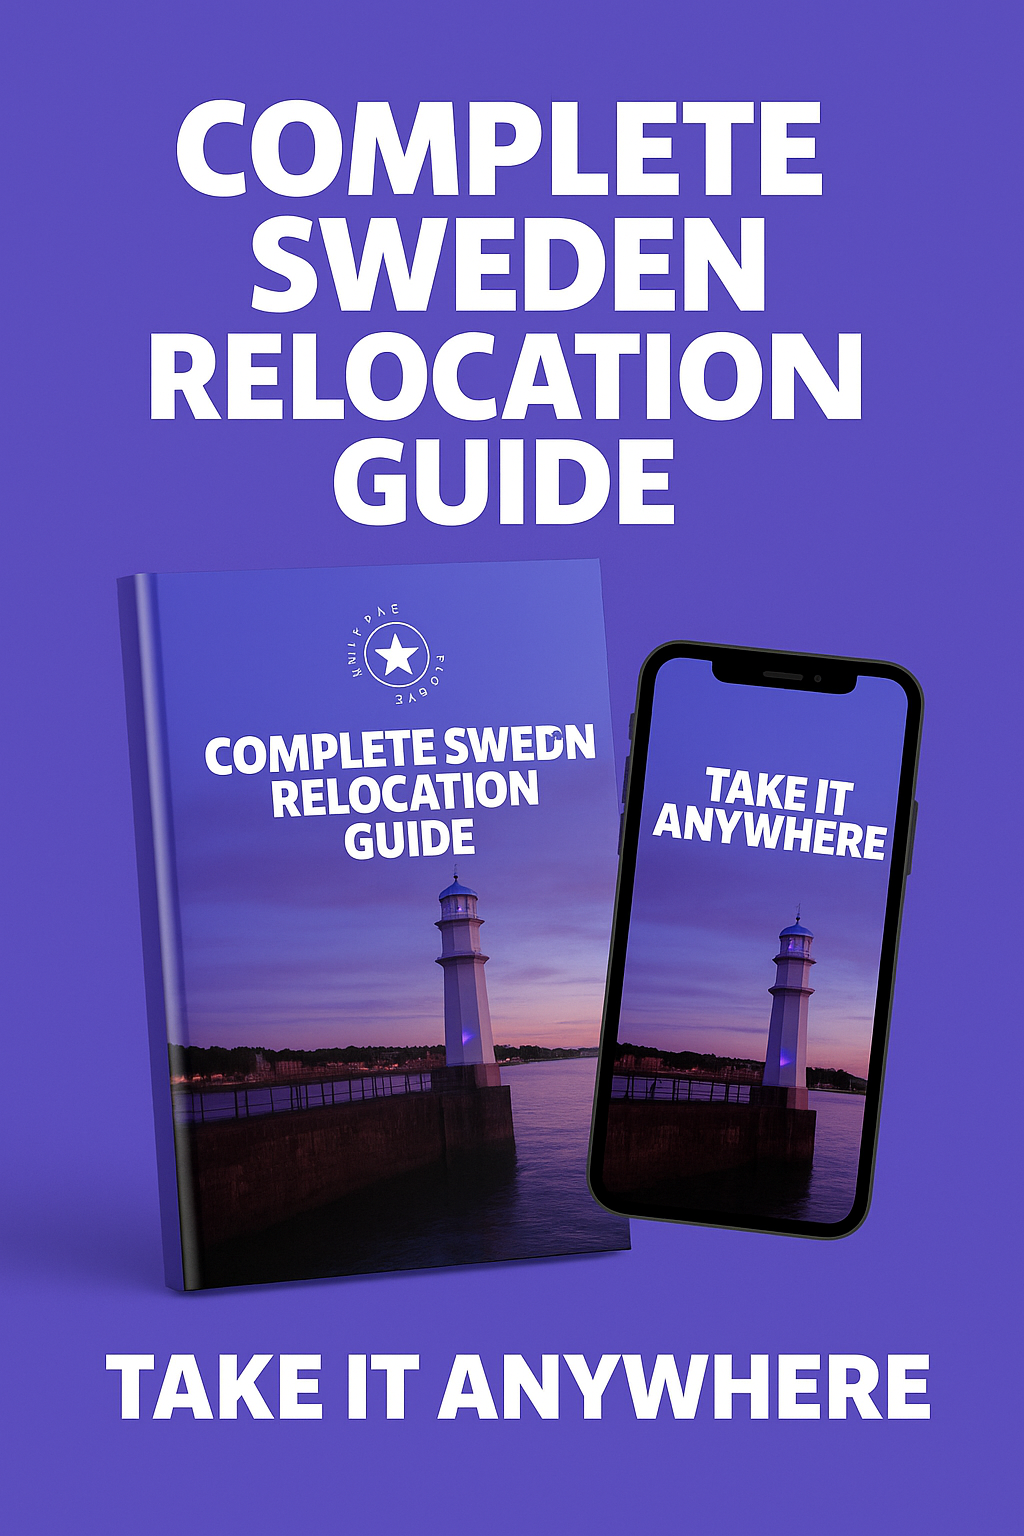 COMPLETE
SWEDEN
RELOCATION
GUIDE
COMPLETE SWEDN
RELOCATION
GUIDE
TAKE IT
ANYWHERE
TAKE IT ANYWHERE